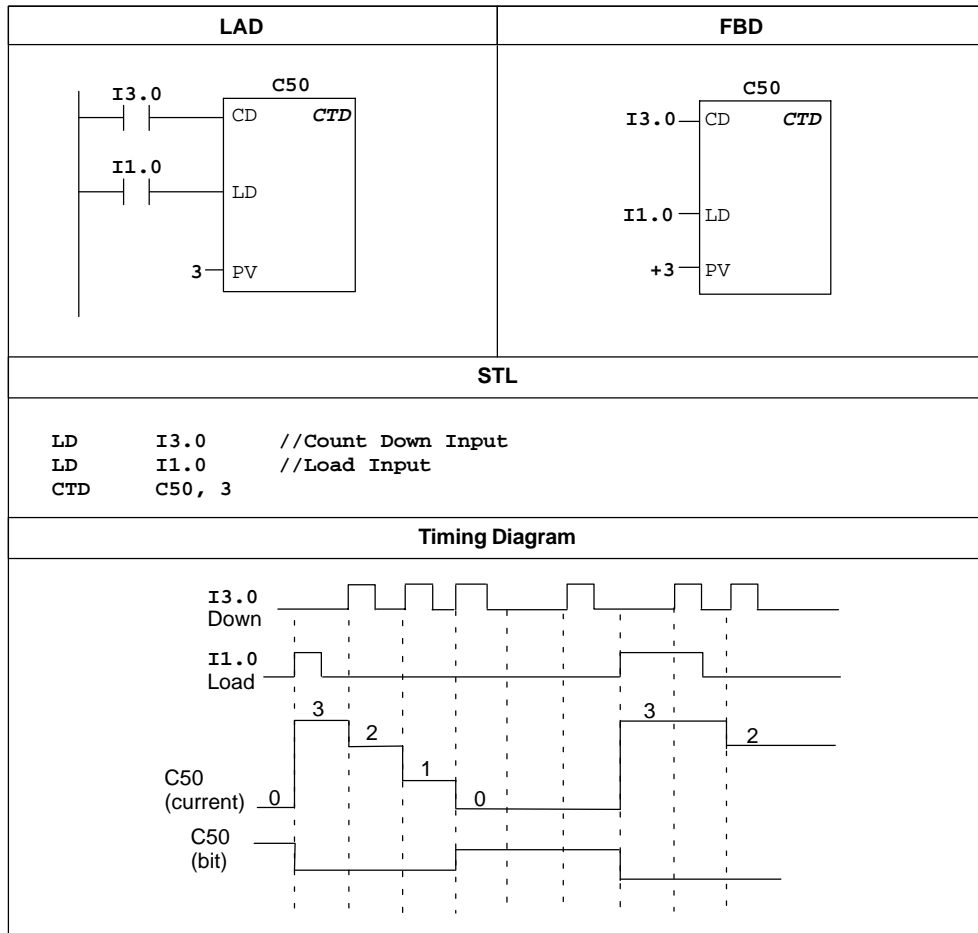 LAD
FBD
C50
I3.0
CD CTD
I1.0
LD
3 PV
C50
I3.0 CD CTD
I1.0 LD
+3 PV
STL
LD I3.0 //Count Down Input
LD I1.0 //Load Input
CTD C50, 3
Timing Diagram
I3.0
Down
I1.0
Load
3
2
1
0
3
2
C50
(current) 0
C50
(bit)